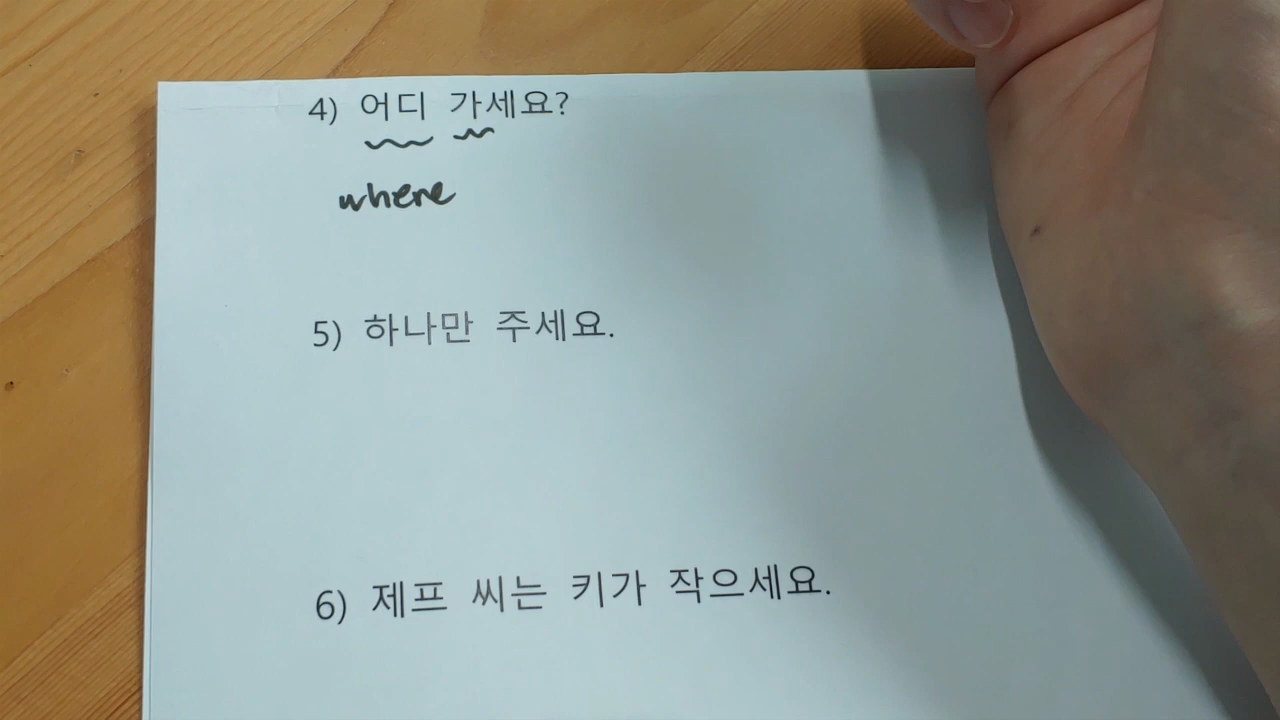 4) 어디 가세요?
where
5) 하나만 주세요.
6) 제프 씨는 키가 작으세요.